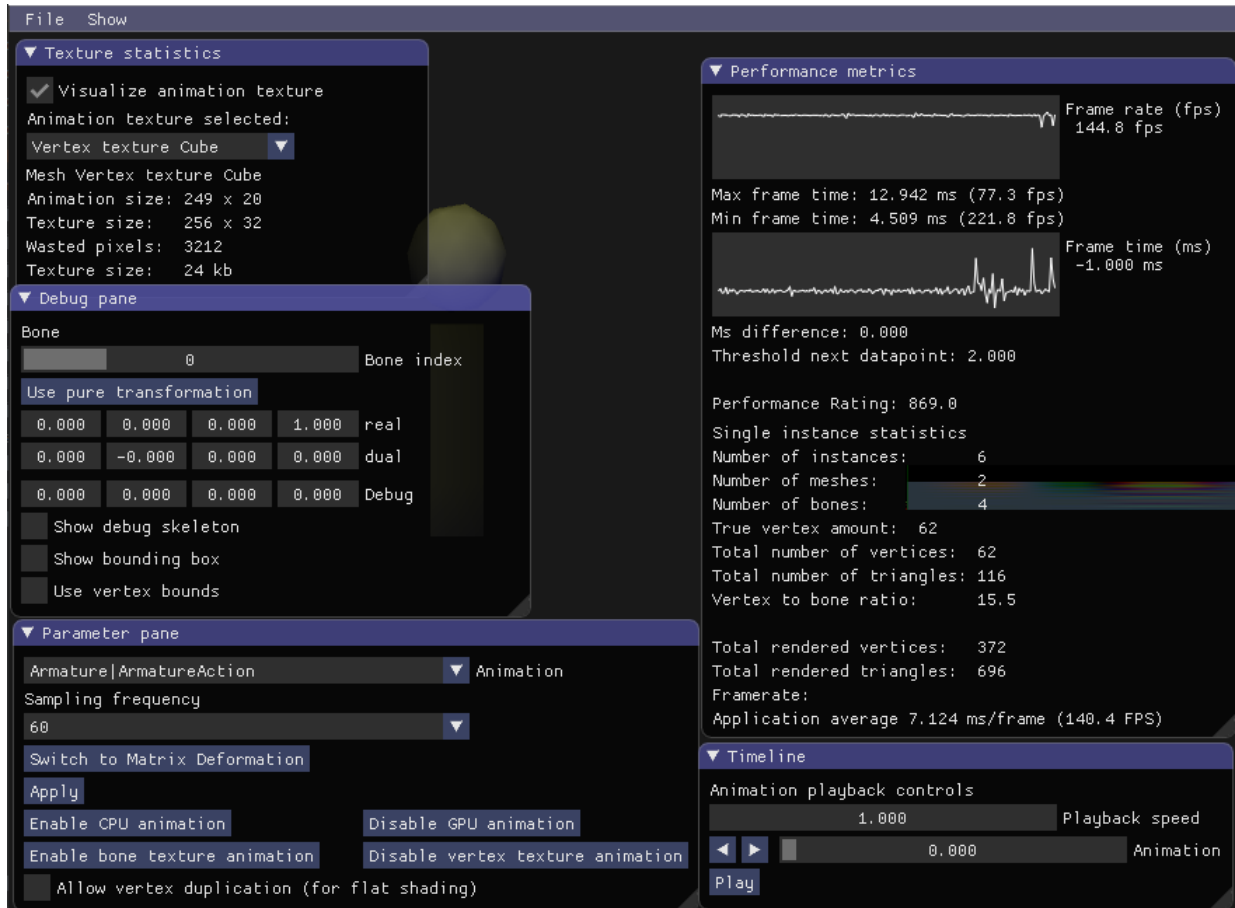 File Show
Texture statistics
Visualize animation texture
Animation texture selected:
Vertex texture Cube
Mesh Vertex texture Cube
Animation size: 249 x 20
Texture size: 256 x 32
Wasted pixels: 3212
Texture size: 24 kb
Debug pane
Bone
0 Bone index
Use pure transformation
0.000 0.000 0.000 1.000 real
0.000 -0.000 0.000 0.000 dual
0.000 0.000 0.000 0.000 Debug
Show debug skeleton
Show bounding box
Use vertex bounds
Parameter pane
Armature|ArmatureAction Animation
Sampling frequency
60
Switch to Matrix Deformation
Apply
Enable CPU animation Disable GPU animation
Enable bone texture animation Disable vertex texture animation
Allow vertex duplication (for flat shading)
Performance metrics
Frame rate (fps)
144.8 fps
Max frame time: 12.942 ms (77.3 fps)
Min frame time: 4.509 ms (221.8 fps)
Frame time (ms)
-1.000 ms
Ms difference: 0.000
Threshold next datapoint: 2.000
Performance Rating: 869.0
Single instance statistics
Number of instances: 6
Number of meshes: 2
Number of bones: 4
True vertex amount: 62
Total number of vertices: 62
Total number of triangles: 116
Vertex to bone ratio: 15.5
Total rendered vertices: 372
Total rendered triangles: 696
Framerate:
Application average 7.124 ms/frame (140.4 FPS)
Timeline
Animation playback controls
1.000 Playback speed
0.000 Animation
Play